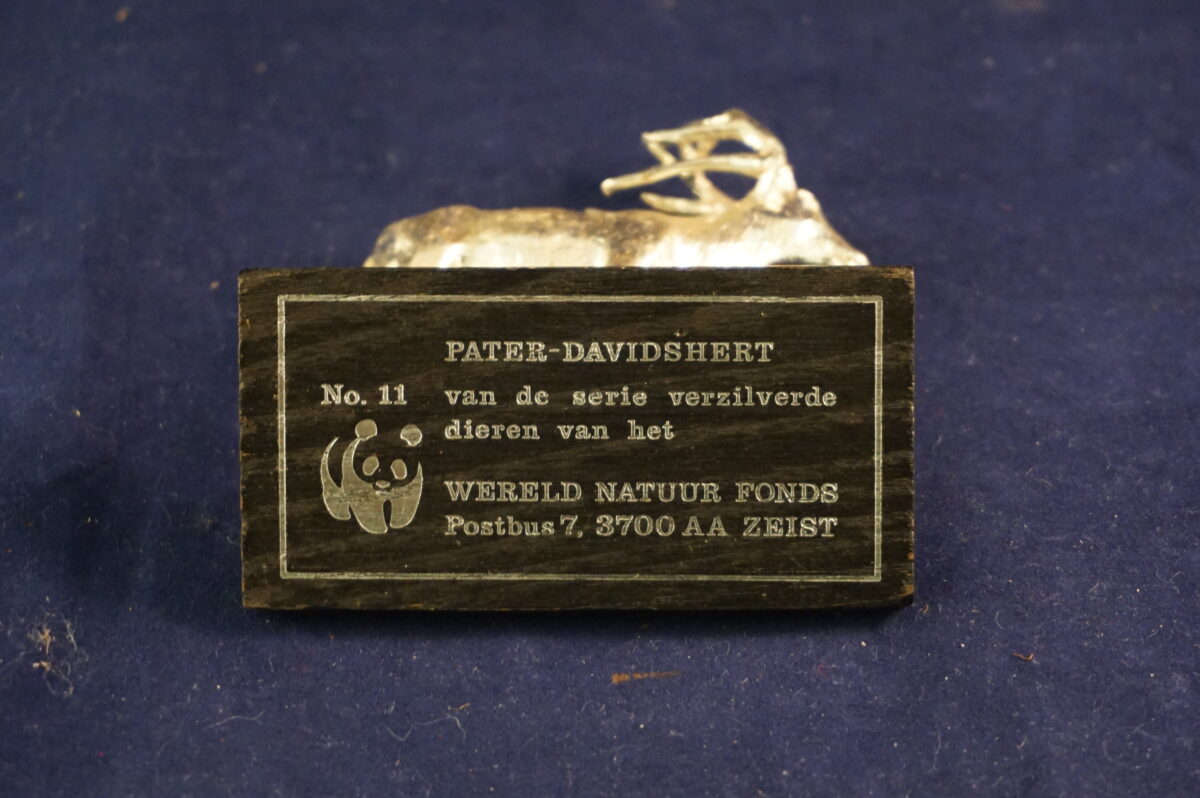 PATER-DAVIDSHERT
No. 11 van de serie verzilverde
dieren van het
WERELD NATUUR FONDS
Postbus 7, 3700 AA ZEIST